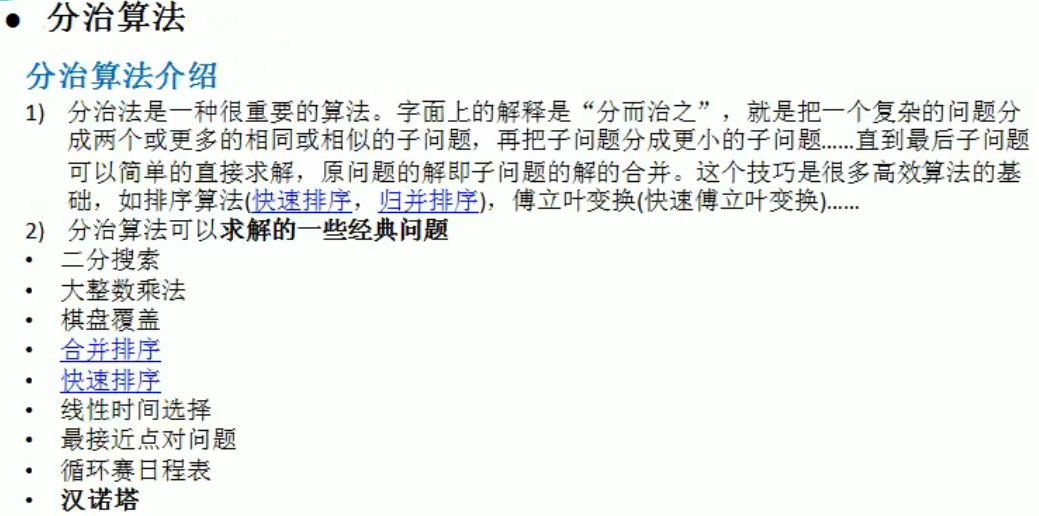 • 分治算法
分治算法介绍
1) 分治法是一种很重要的算法。字面上的解释是“分而治之”，就是把一个复杂的问题分
成两个或更多的相同或相似的子问题，再把子问题分成更小的子问题……直到最后子问题
可以简单的直接求解，原问题的解即子问题的解的合并。这个技巧是很多高效算法的基
础，如排序算法(快速排序，归并排序)，傅立叶变换(快速傅立叶变换)……
2) 分治算法可以求解的一些经典问题
• 二分搜索
• 大整数乘法
• 棋盘覆盖
• 合并排序
• 快速排序
• 线性时间选择
• 最接近点对问题
• 循环赛日程表
• 汉诺塔